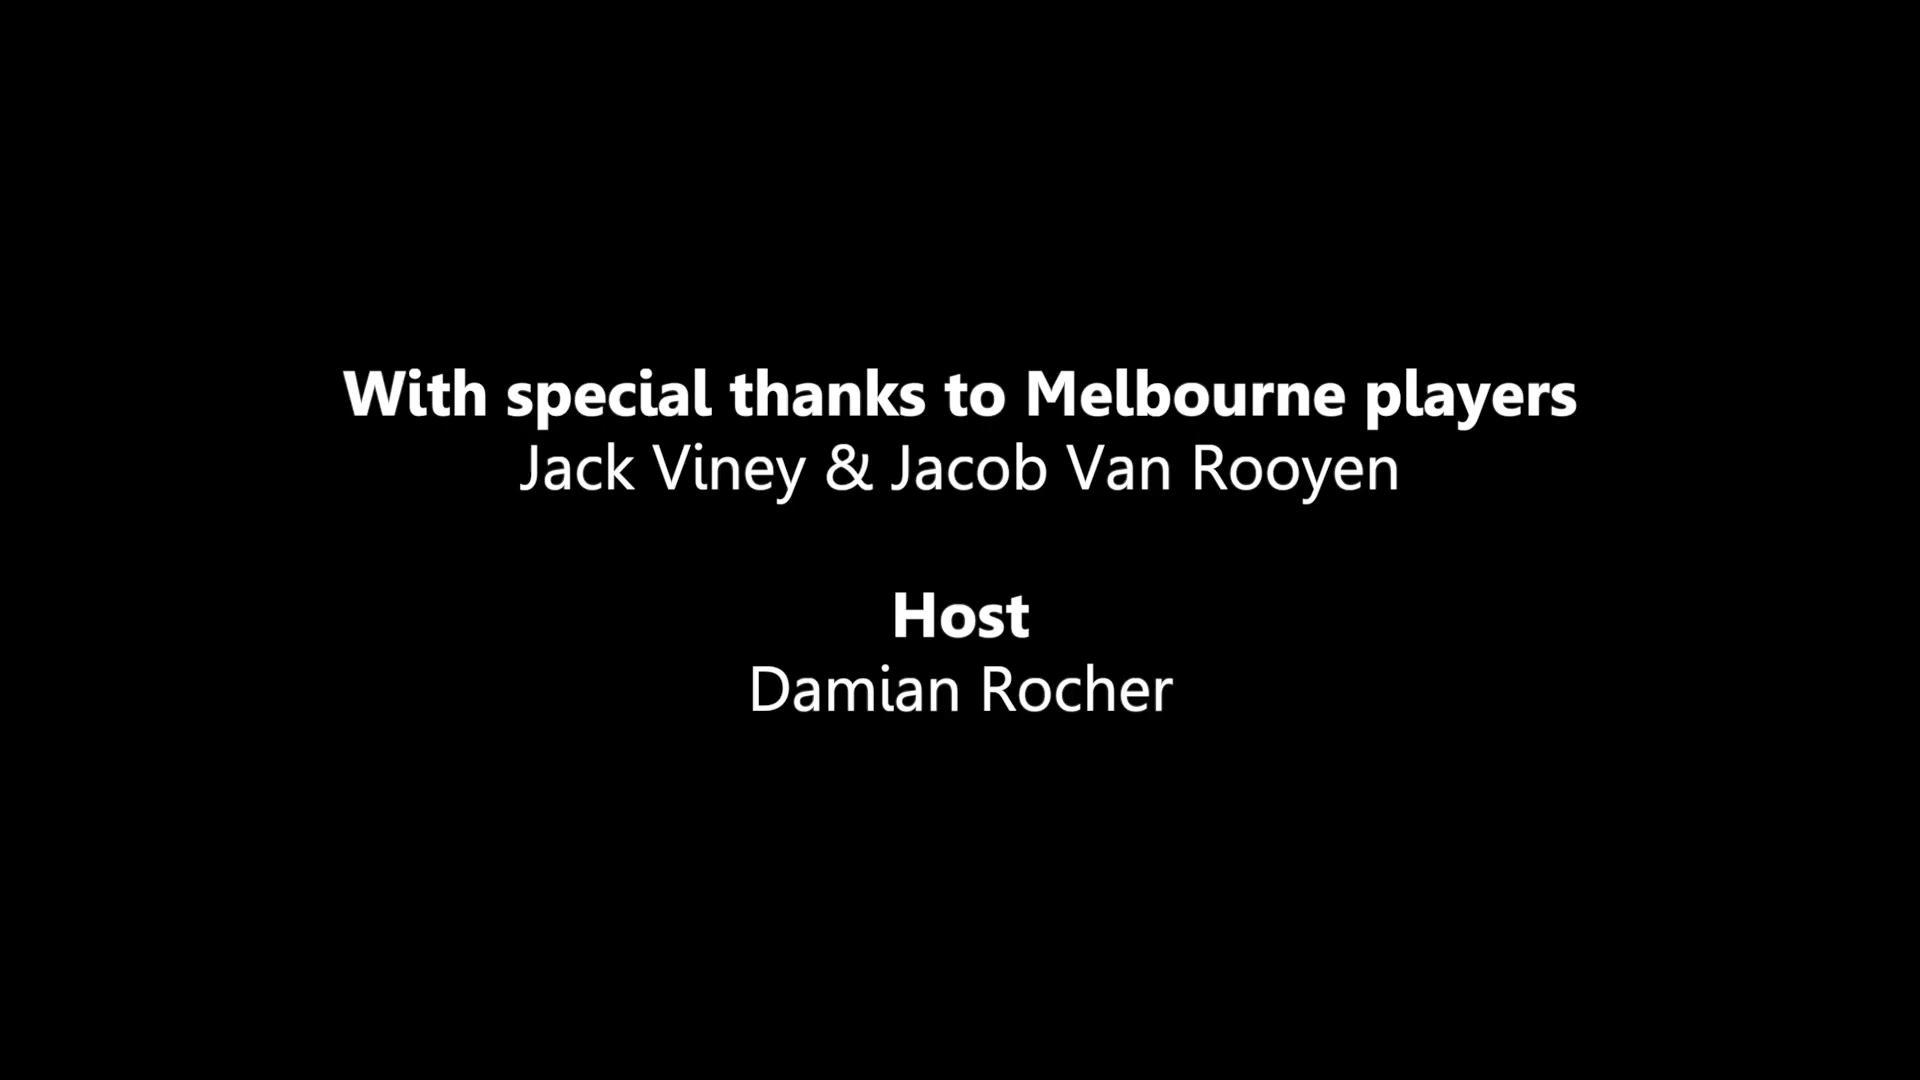 With special thanks to Melbourne players
Jack Viney & Jacob Van Rooyen
Host
Damian Rocher